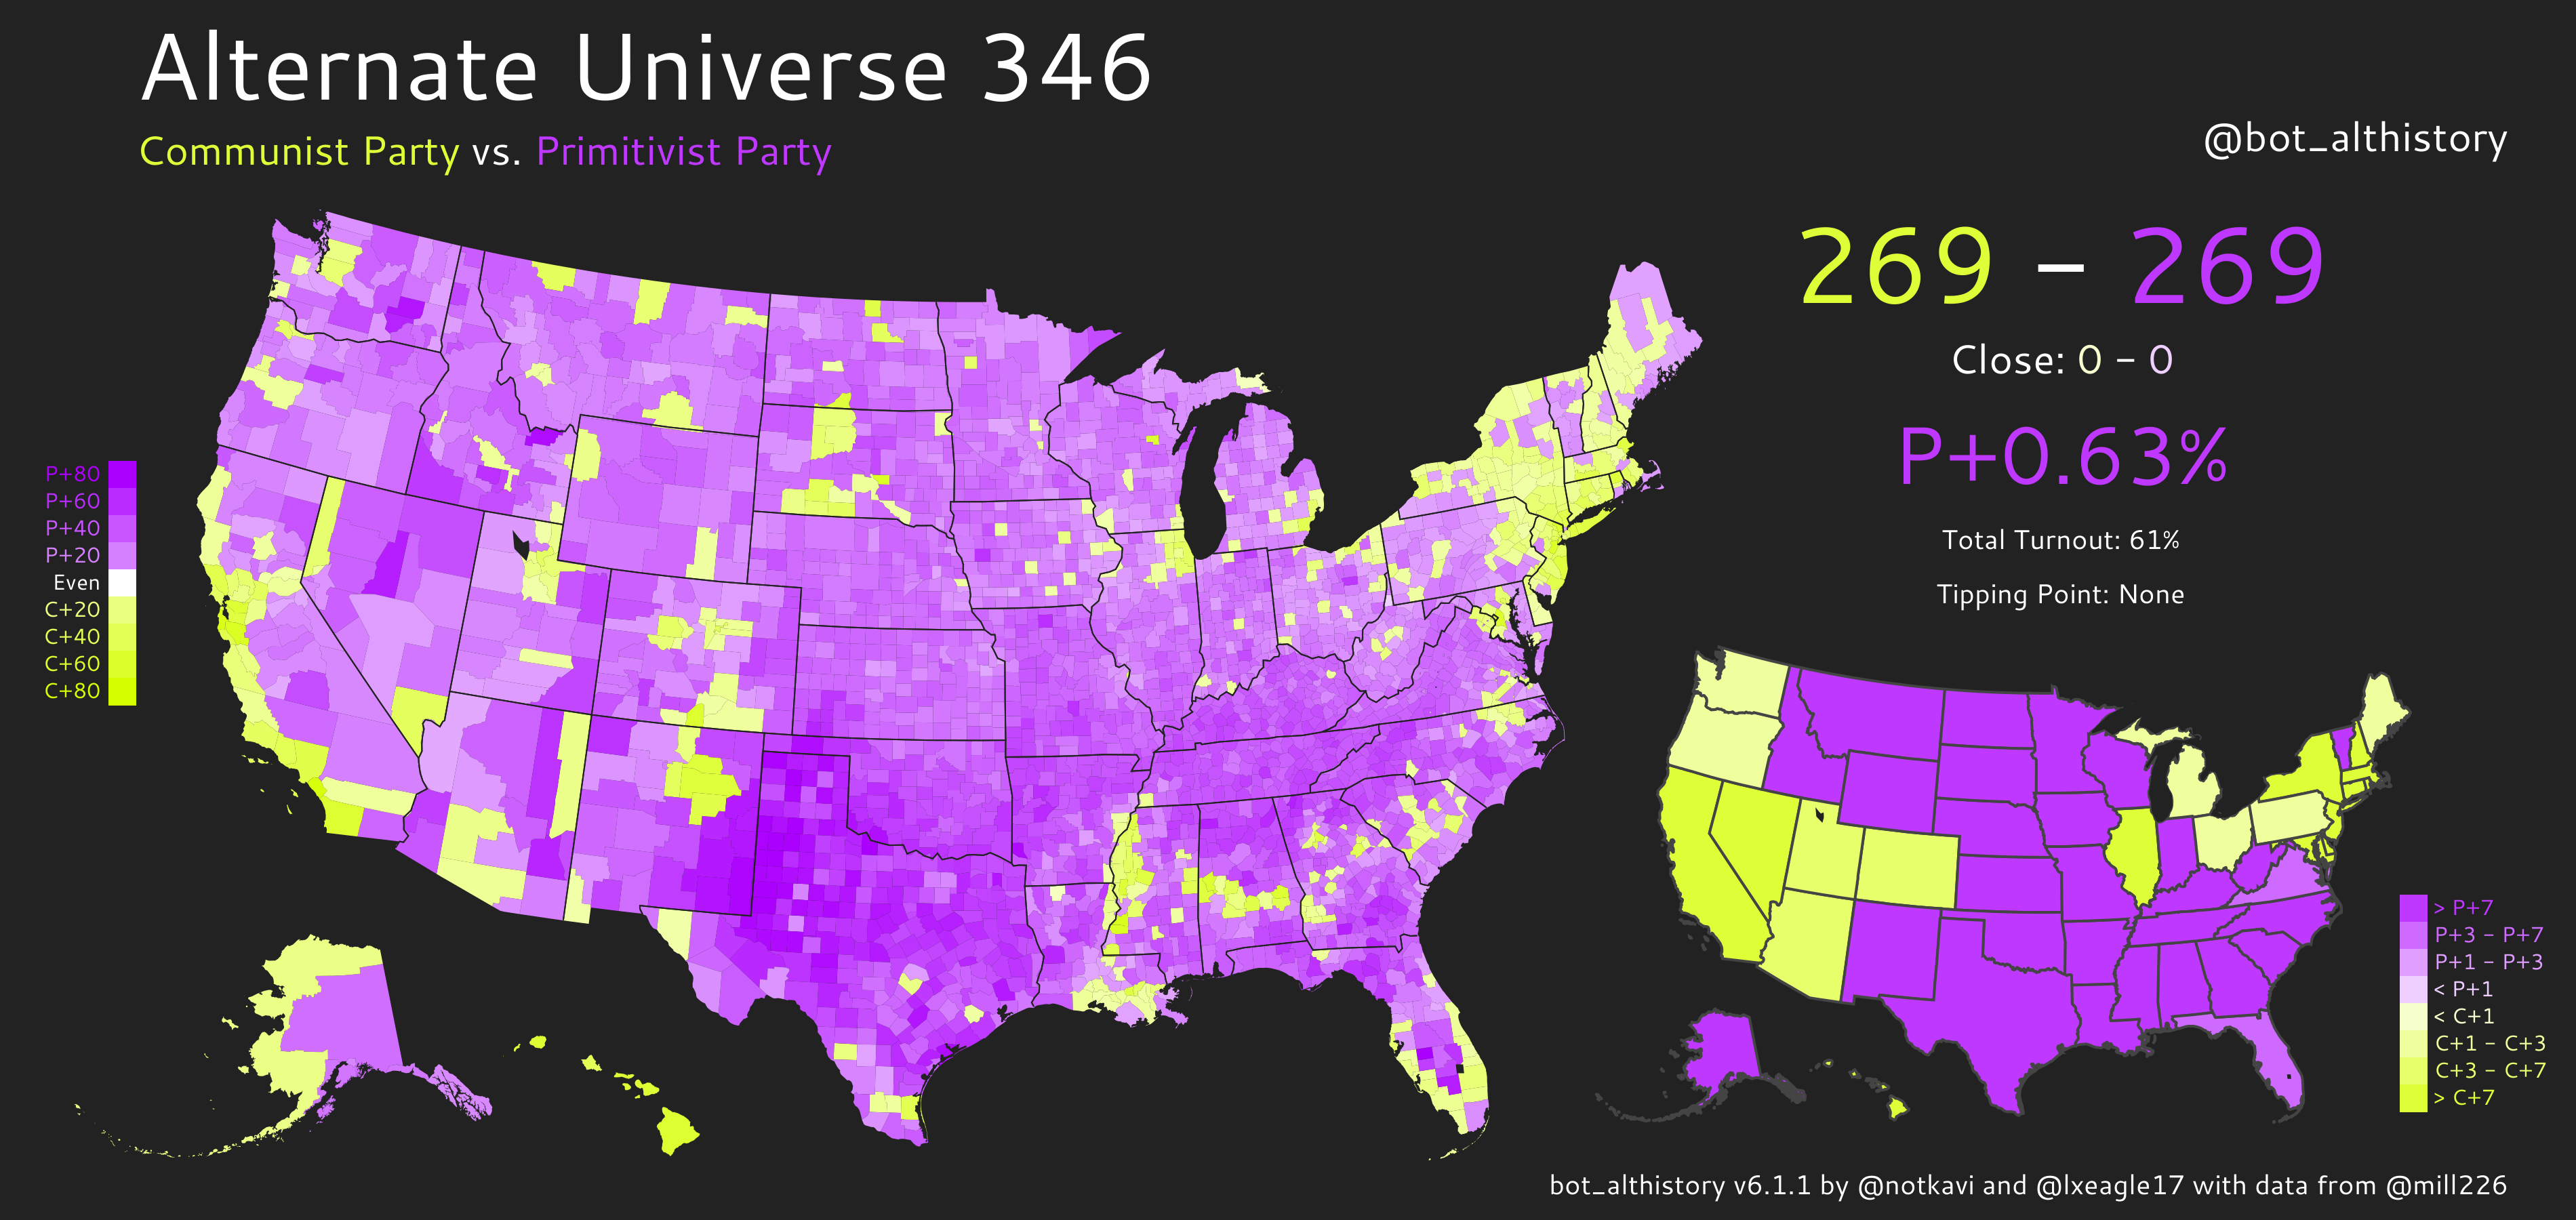 Alternate Universe 346
Communist Party vs. Primitivist Party
@bot_althistory
269 – 269
Close: 0 – 0
P+0.63%
Total Turnout: 61%
Tipping Point: None
P+80
P+60
P+40
P+20
Even
C+20
C+40
C+60
C+80
> P+7
P+3 – P+7
P+1 – P+3
< P+1
< C+1
C+1 – C+3
C+3 – C+7
> C+7
bot_althistory v6.1.1 by @notkavi and @lxeagle17 with data from @mill226